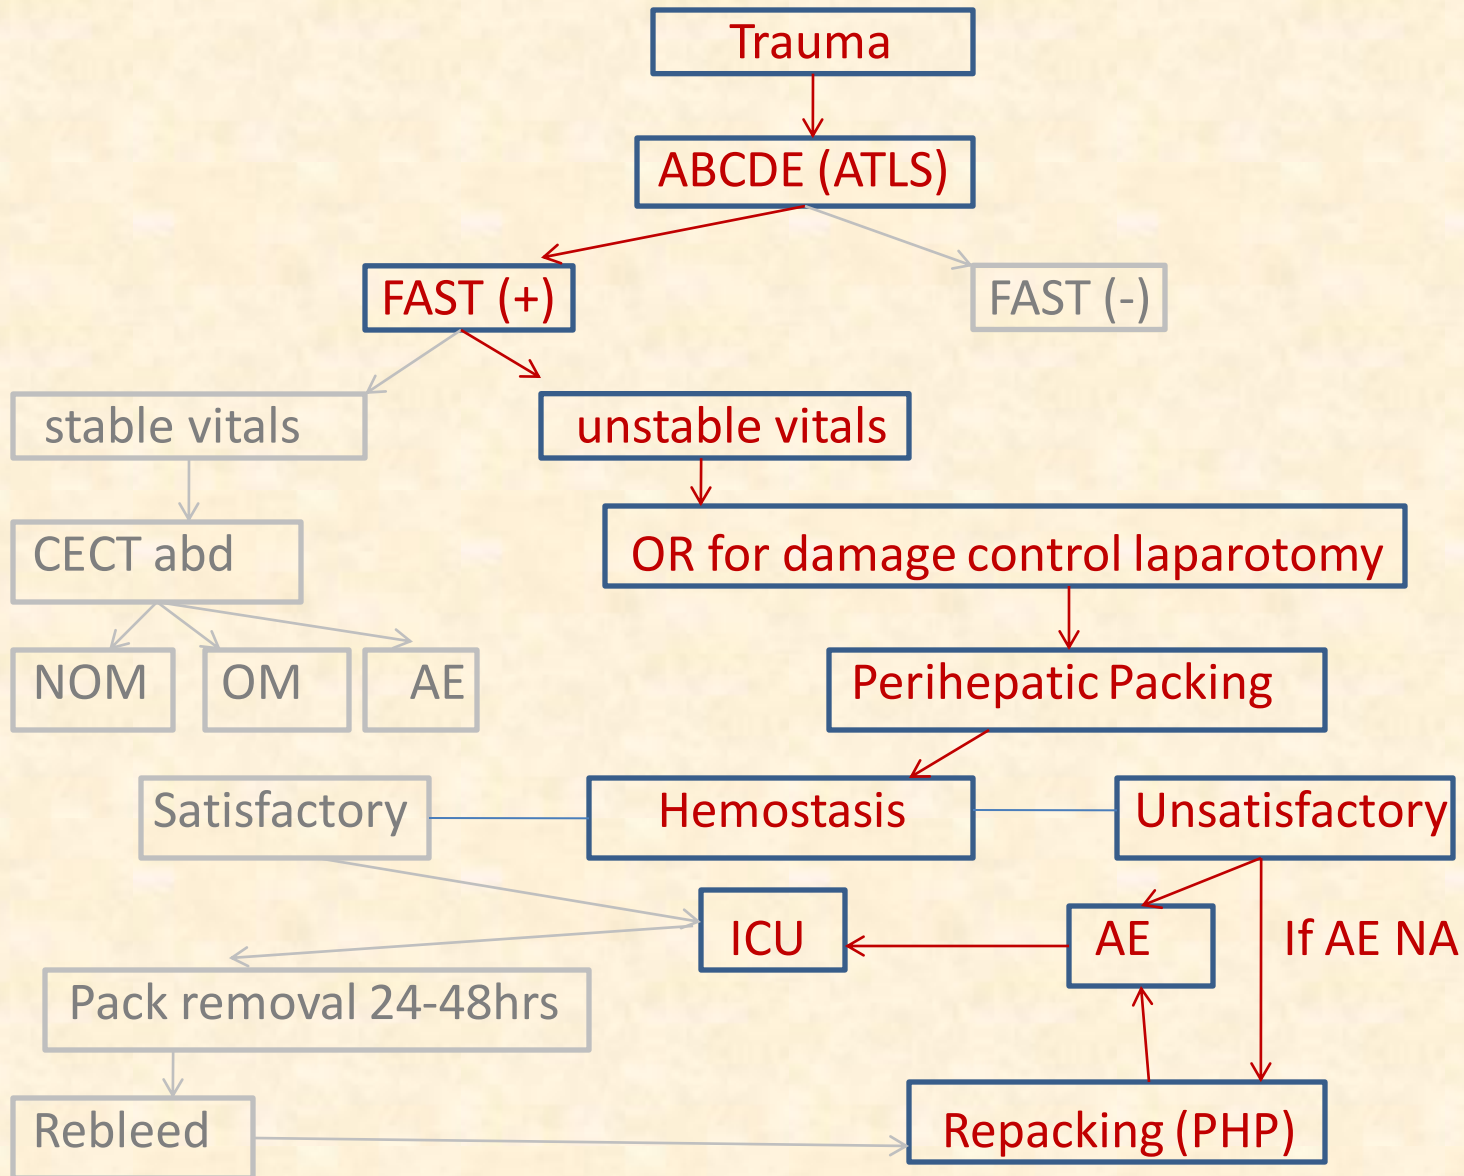 Trauma
ABCDE (ATLS)
FAST (+)
FAST (-)
stable vitals
unstable vitals
CECT abd
OR for damage control laparotomy
NOM
OM
AE
Perihepatic Packing
Satisfactory
Hemostasis
Unsatisfactory
ICU
AE
If AE NA
Pack removal 24-48hrs
Rebleed
Repacking (PHP)